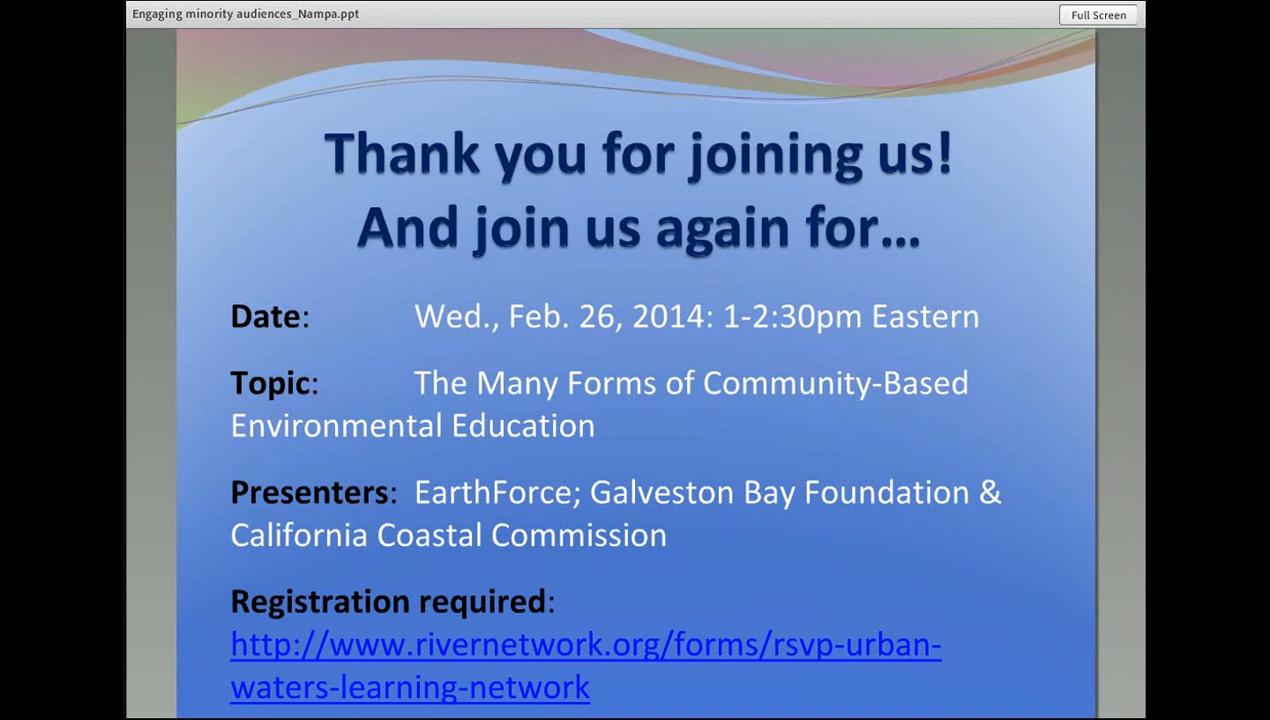 Engaging minority audiences_Nampa.ppt
Full Screen
Thank you for joining us!
And join us again for...
Date: Wed., Feb. 26, 2014: 1-2:30pm Eastern
Topic: The Many Forms of Community-Based
Environmental Education
Presenters: EarthForce; Galveston Bay Foundation &
California Coastal Commission
Registration required:
http://www.rivernetwork.org/forms/rsvp-urban-
waters-learning-network